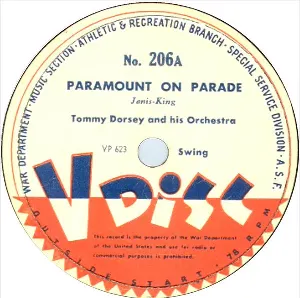 WAR DEPARTMENT · MUSIC SECTION · ATHLETIC & RECREATION BRANCH · SPECIAL SERVICE DIVISION · A.S.F.
No. 206A
PARAMOUNT ON PARADE
Janis-King
Tommy Dorsey and his Orchestra
VP 623
Swing
V Disc
This record is the property of the War Department
of the United States and use for radio or
commercial purposes is prohibited.
OUTSIDE START · 78 RPM